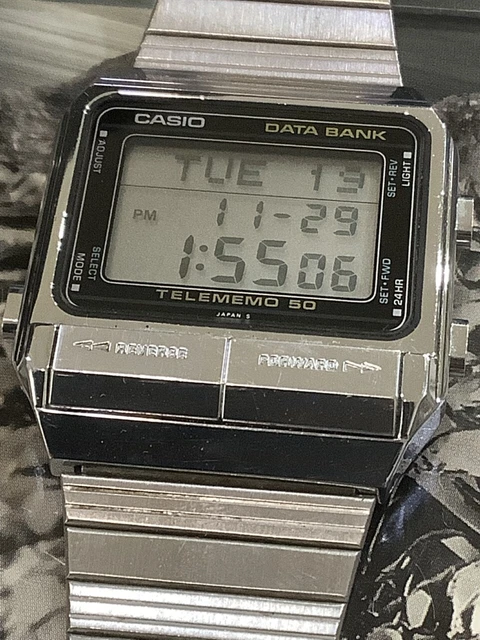 CASIO DATA BANK
ADJUST
SET·REV LIGHT
TUE 19
PM 11-29
1:55 06
SELECT MODE
SET·FWD 24HR
TELEMEMO 50
JAPAN S
REVERSE FORWARD